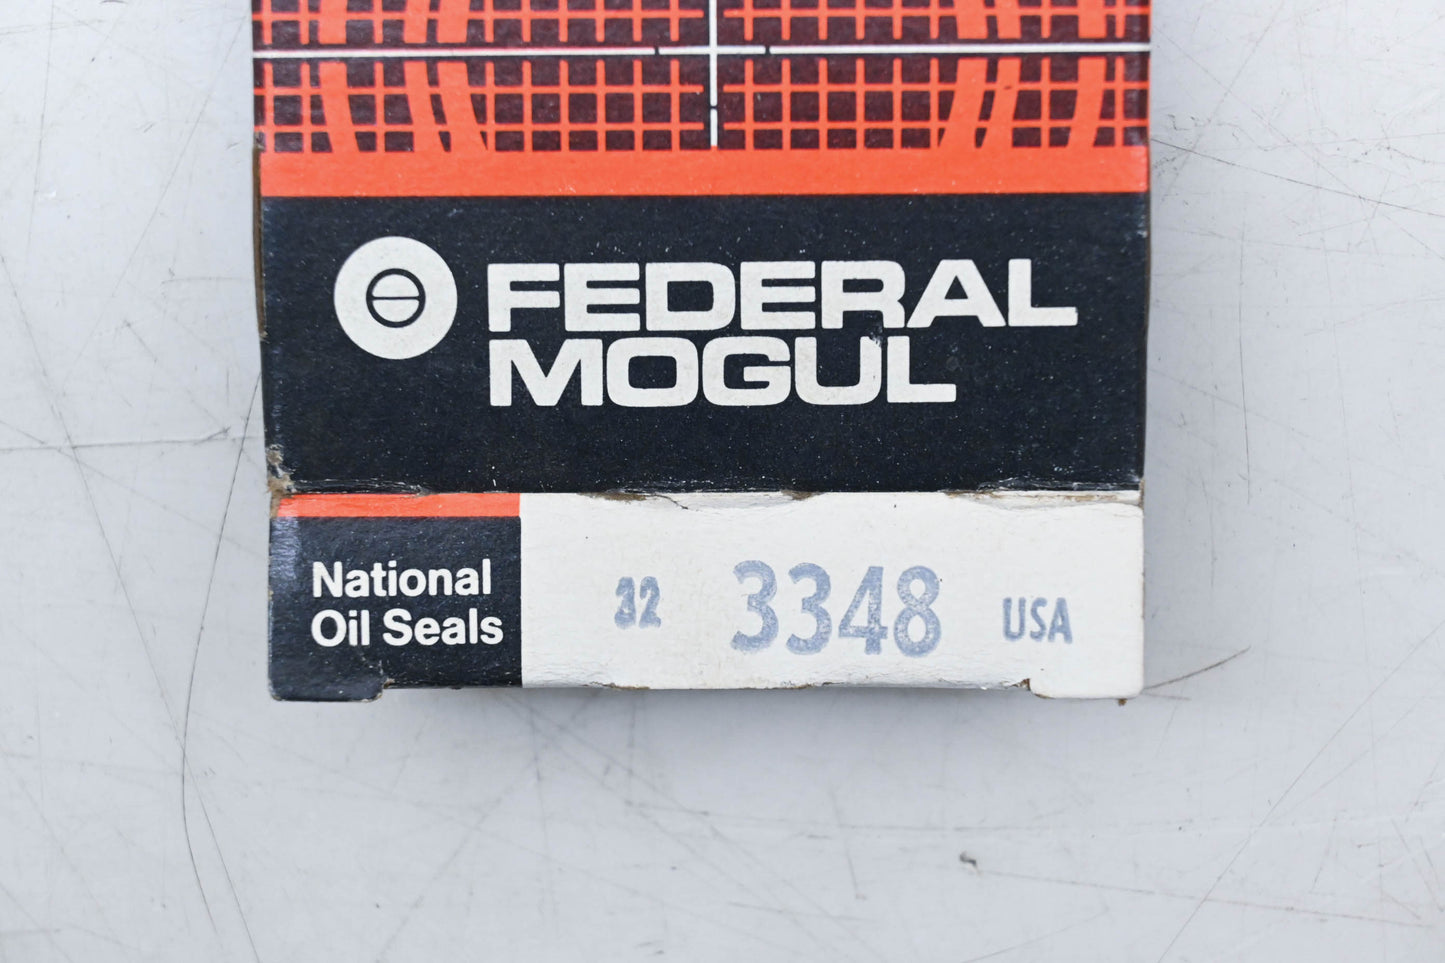 FEDERAL
MOGUL
National
Oil Seals
32 3348 USA